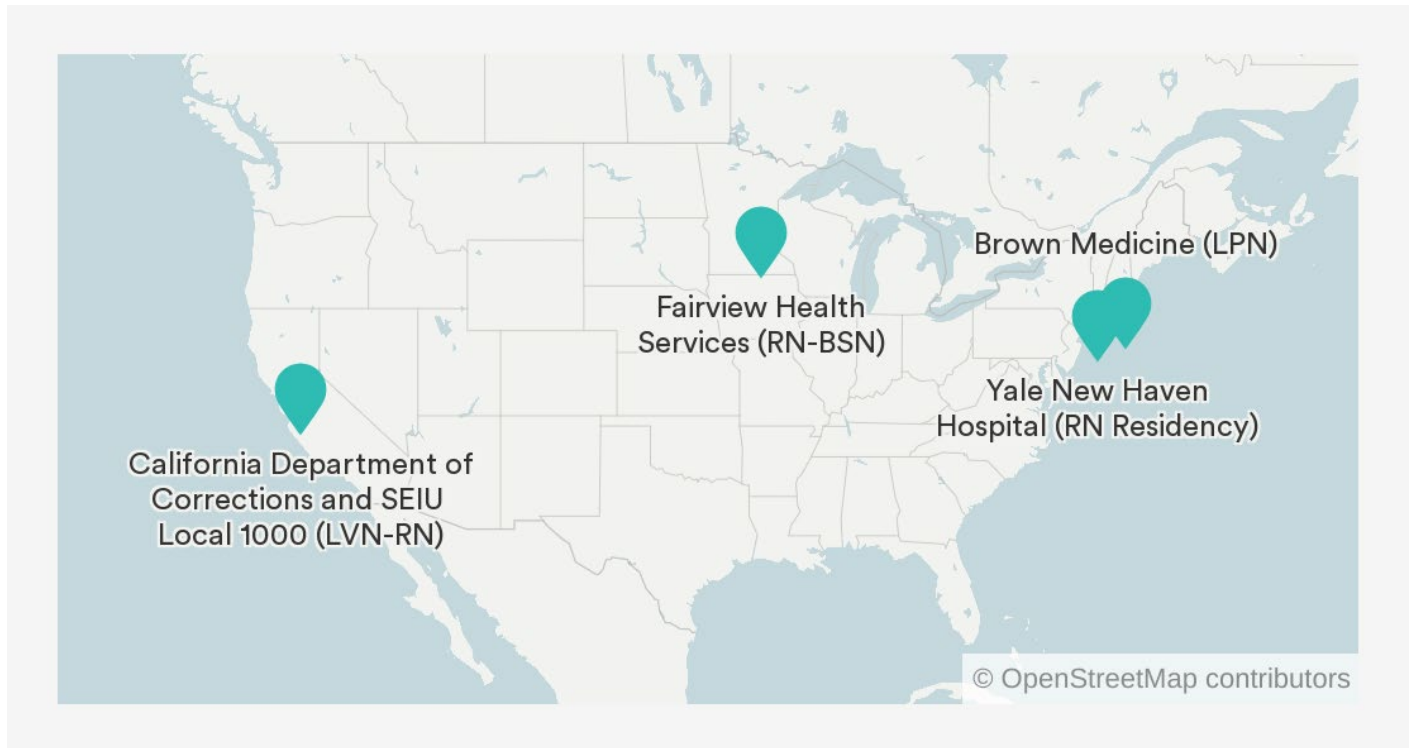 Brown Medicine (LPN)
Fairview Health
Services (RN-BSN)
Yale New Haven
Hospital (RN Residency)
California Department of
Corrections and SEIU
Local 1000 (LVN-RN)
© OpenStreetMap contributors